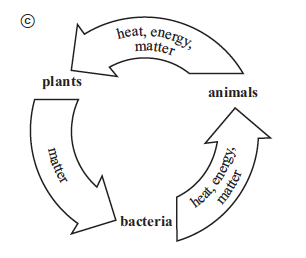 ©
heat, energy,
matter
plants
animals
matter
heat, energy,
matter
bacteria